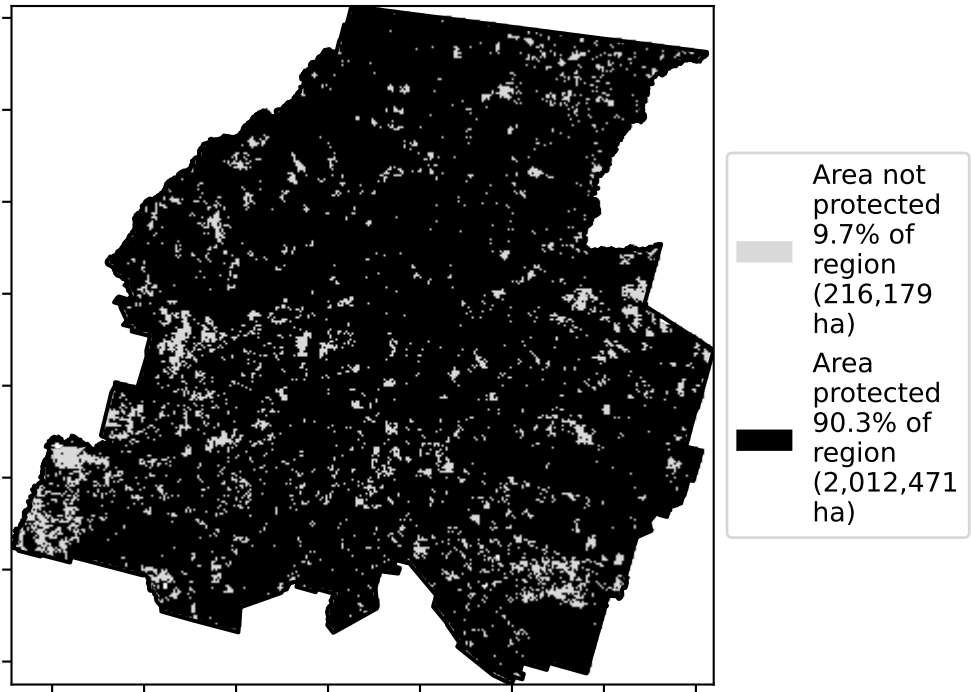 Area not
protected
9.7% of
region
(216,179
ha)
Area
protected
90.3% of
region
(2,012,471
ha)